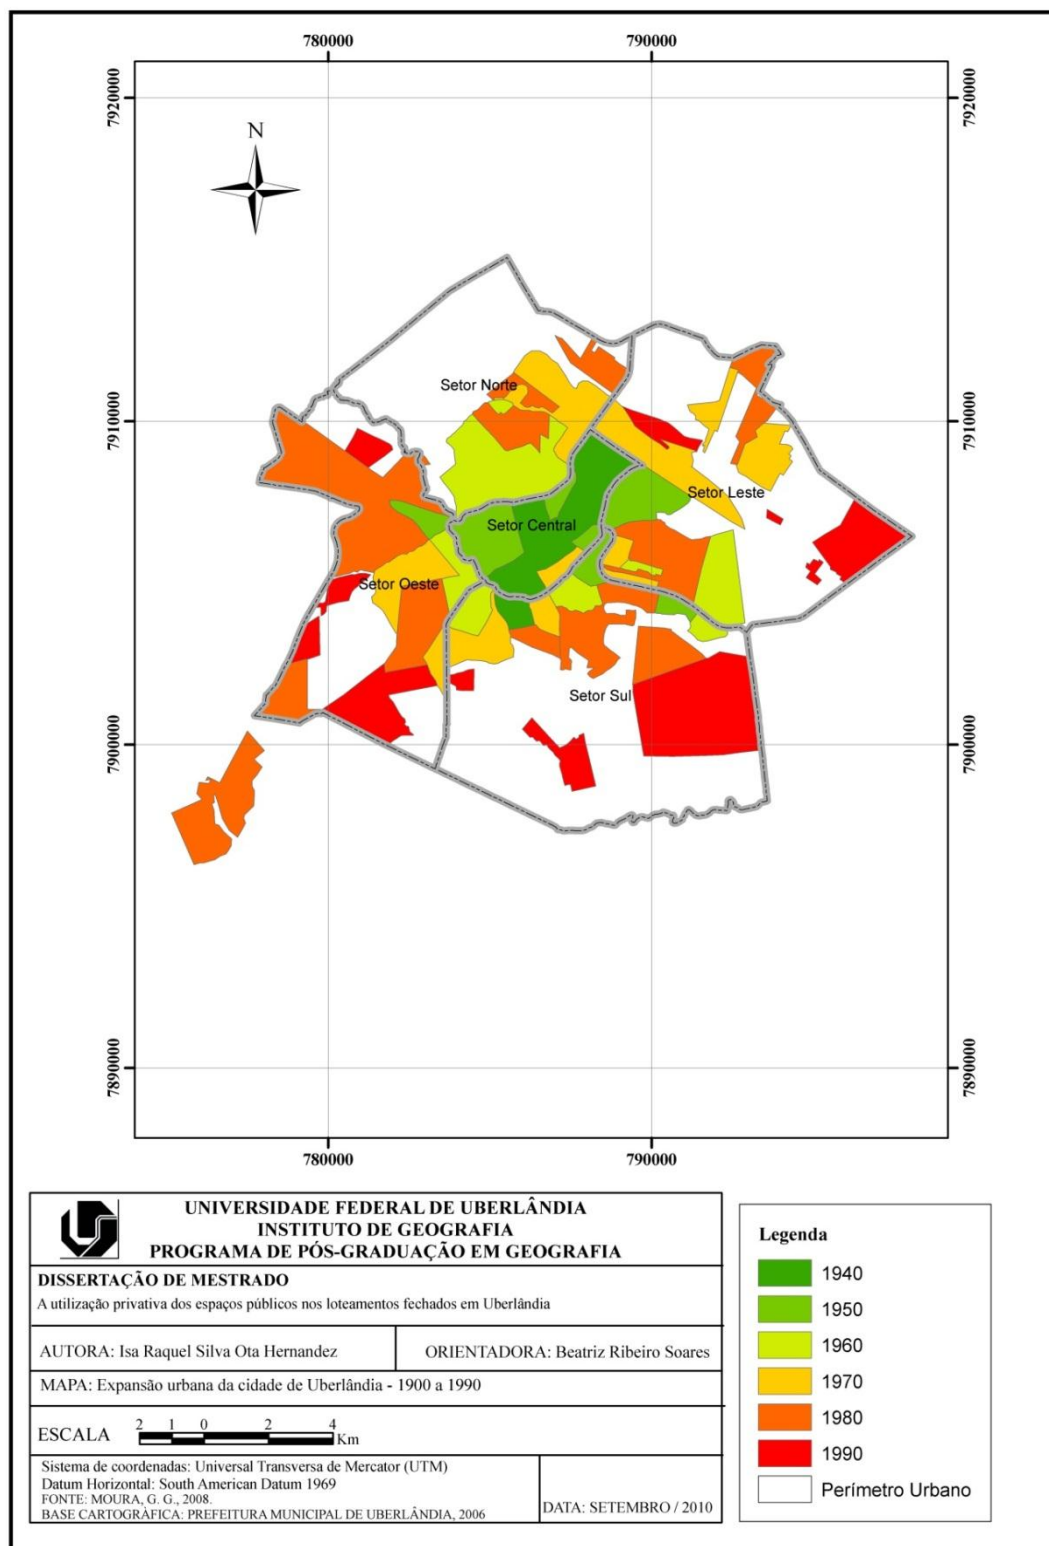 780000 790000
7920000 7920000
N
Setor Norte
7910000 7910000
Setor Leste
Setor Central
Setor Oeste
Setor Sul
7900000 7900000
7890000 7890000
780000 790000
UNIVERSIDADE FEDERAL DE UBERLÂNDIA
INSTITUTO DE GEOGRAFIA
PROGRAMA DE PÓS-GRADUAÇÃO EM GEOGRAFIA
DISSERTAÇÃO DE MESTRADO
A utilização privativa dos espaços públicos nos loteamentos fechados em Uberlândia
AUTORA: Isa Raquel Silva Ota Hernandez
ORIENTADORA: Beatriz Ribeiro Soares
MAPA: Expansão urbana da cidade de Uberlândia - 1900 a 1990
ESCALA 2 1 0 2 4 Km
Sistema de coordenadas: Universal Transversa de Mercator (UTM)
Datum Horizontal: South American Datum 1969
FONTE: MOURA, G. G., 2008.
BASE CARTOGRÁFICA: PREFEITURA MUNICIPAL DE UBERLÂNDIA, 2006
DATA: SETEMBRO / 2010
Legenda
1940
1950
1960
1970
1980
1990
Perímetro Urbano